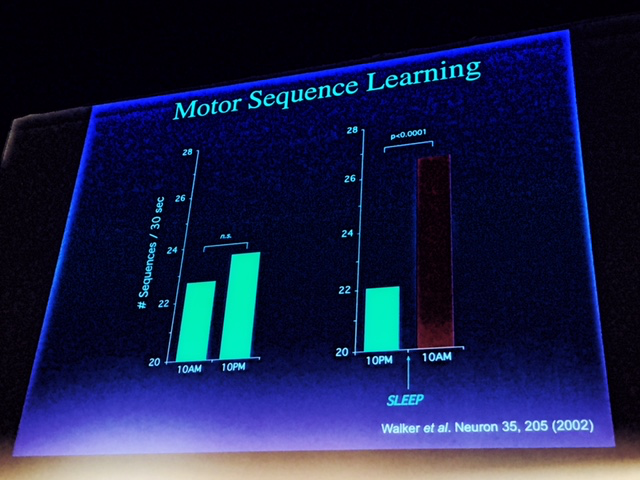 Motor Sequence Learning
# Sequences / 30 sec
28
26
24
22
20
n.s.
10AM 10PM
28
26
24
22
20
p<0.0001
10PM 10AM
SLEEP
Walker et al. Neuron 35, 205 (2002)